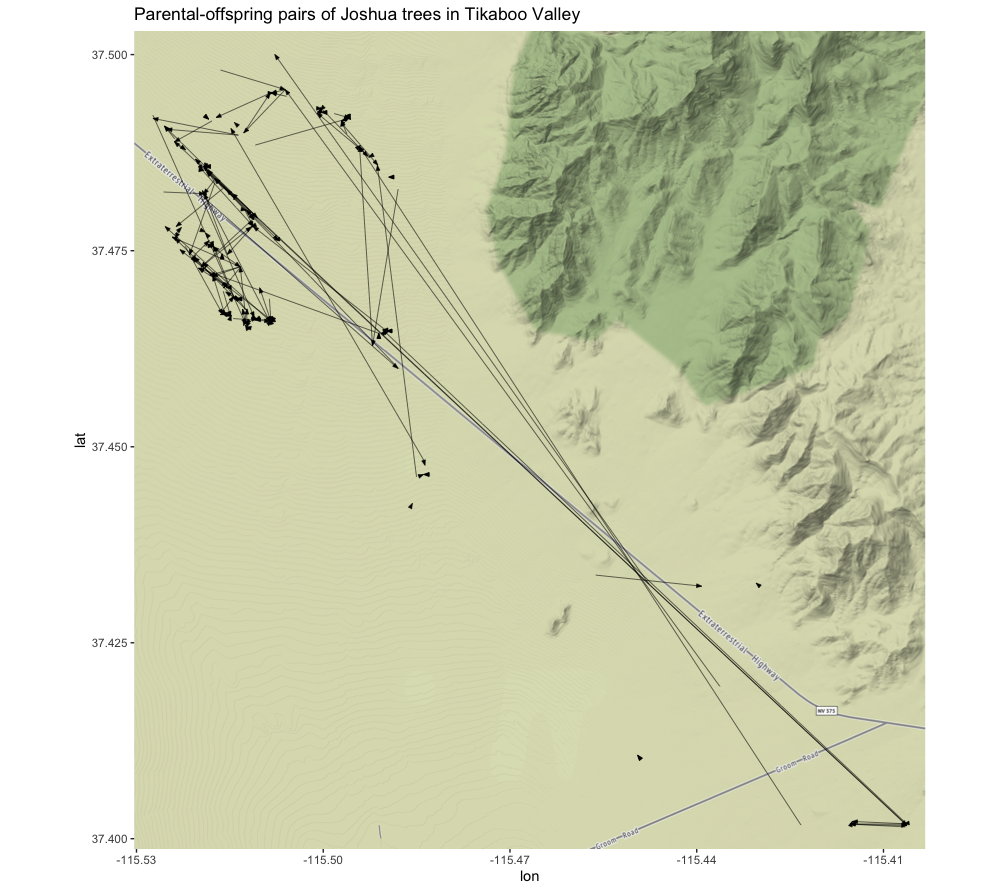 Parental-offspring pairs of Joshua trees in Tikaboo Valley
37.500
37.475
37.450
37.425
37.400
lat
Extraterrestrial Highway
Extraterrestrial Highway
NV 375
Groom Road
Groom Road
-115.53
-115.50
-115.47
-115.44
-115.41
lon